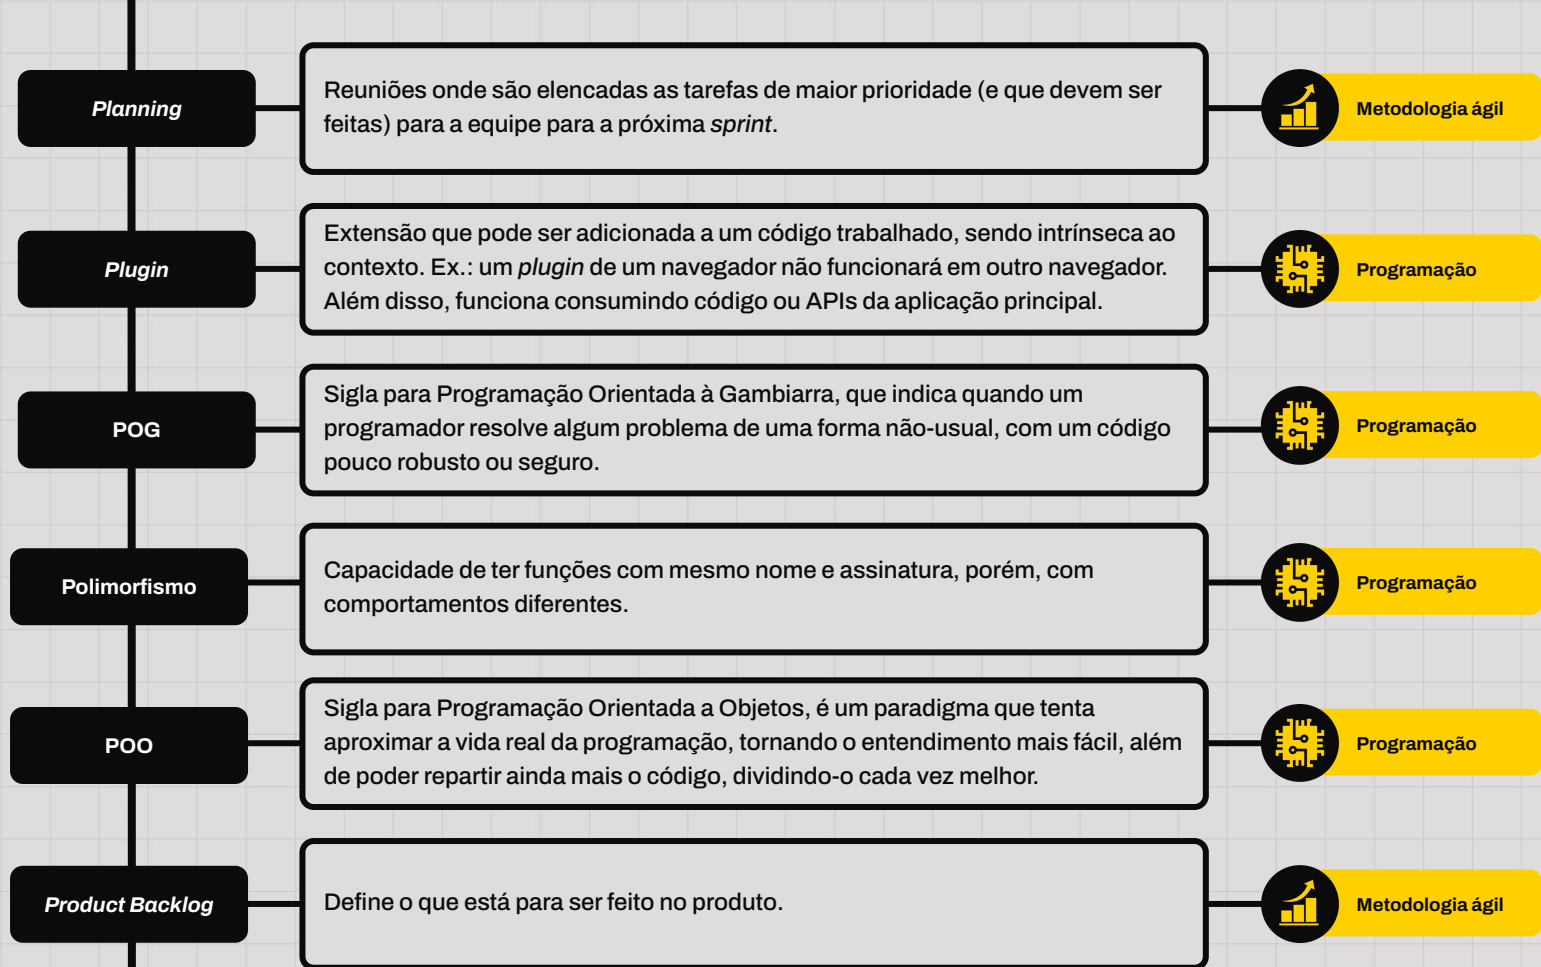 Planning
Reuniões onde são elencadas as tarefas de maior prioridade (e que devem ser
feitas) para a equipe para a próxima sprint.
Metodologia ágil
Plugin
Extensão que pode ser adicionada a um código trabalhado, sendo intrínseca ao
contexto. Ex.: um plugin de um navegador não funcionará em outro navegador.
Além disso, funciona consumindo código ou APIs da aplicação principal.
Programação
POG
Sigla para Programação Orientada à Gambiarra, que indica quando um
programador resolve algum problema de uma forma não-usual, com um código
pouco robusto ou seguro.
Programação
Polimorfismo
Capacidade de ter funções com mesmo nome e assinatura, porém, com
comportamentos diferentes.
Programação
POO
Sigla para Programação Orientada a Objetos, é um paradigma que tenta
aproximar a vida real da programação, tornando o entendimento mais fácil, além
de poder repartir ainda mais o código, dividindo-o cada vez melhor.
Programação
Product Backlog
Define o que está para ser feito no produto.
Metodologia ágil